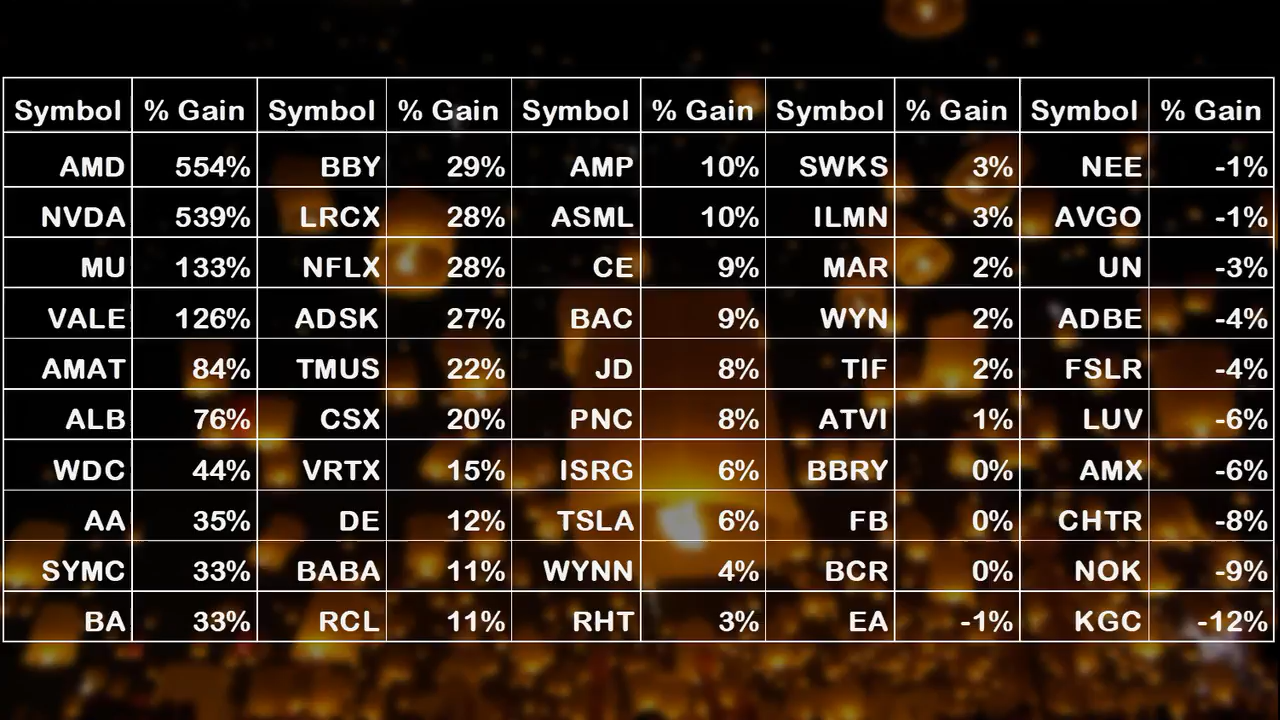 Symbol % Gain Symbol % Gain Symbol % Gain Symbol % Gain Symbol % Gain
AMD 554% BBY 29% AMP 10% SWKS 3% NEE -1%
NVDA 539% LRCX 28% ASML 10% ILMN 3% AVGO -1%
MU 133% NFLX 28% CE 9% MAR 2% UN -3%
VALE 126% ADSK 27% BAC 9% WYN 2% ADBE -4%
AMAT 84% TMUS 22% JD 8% TIF 2% FSLR -4%
ALB 76% CSX 20% PNC 8% ATVI 1% LUV -6%
WDC 44% VRTX 15% ISRG 6% BBRY 0% AMX -6%
AA 35% DE 12% TSLA 6% FB 0% CHTR -8%
SYMC 33% BABA 11% WYNN 4% BCR 0% NOK -9%
BA 33% RCL 11% RHT 3% EA -1% KGC -12%